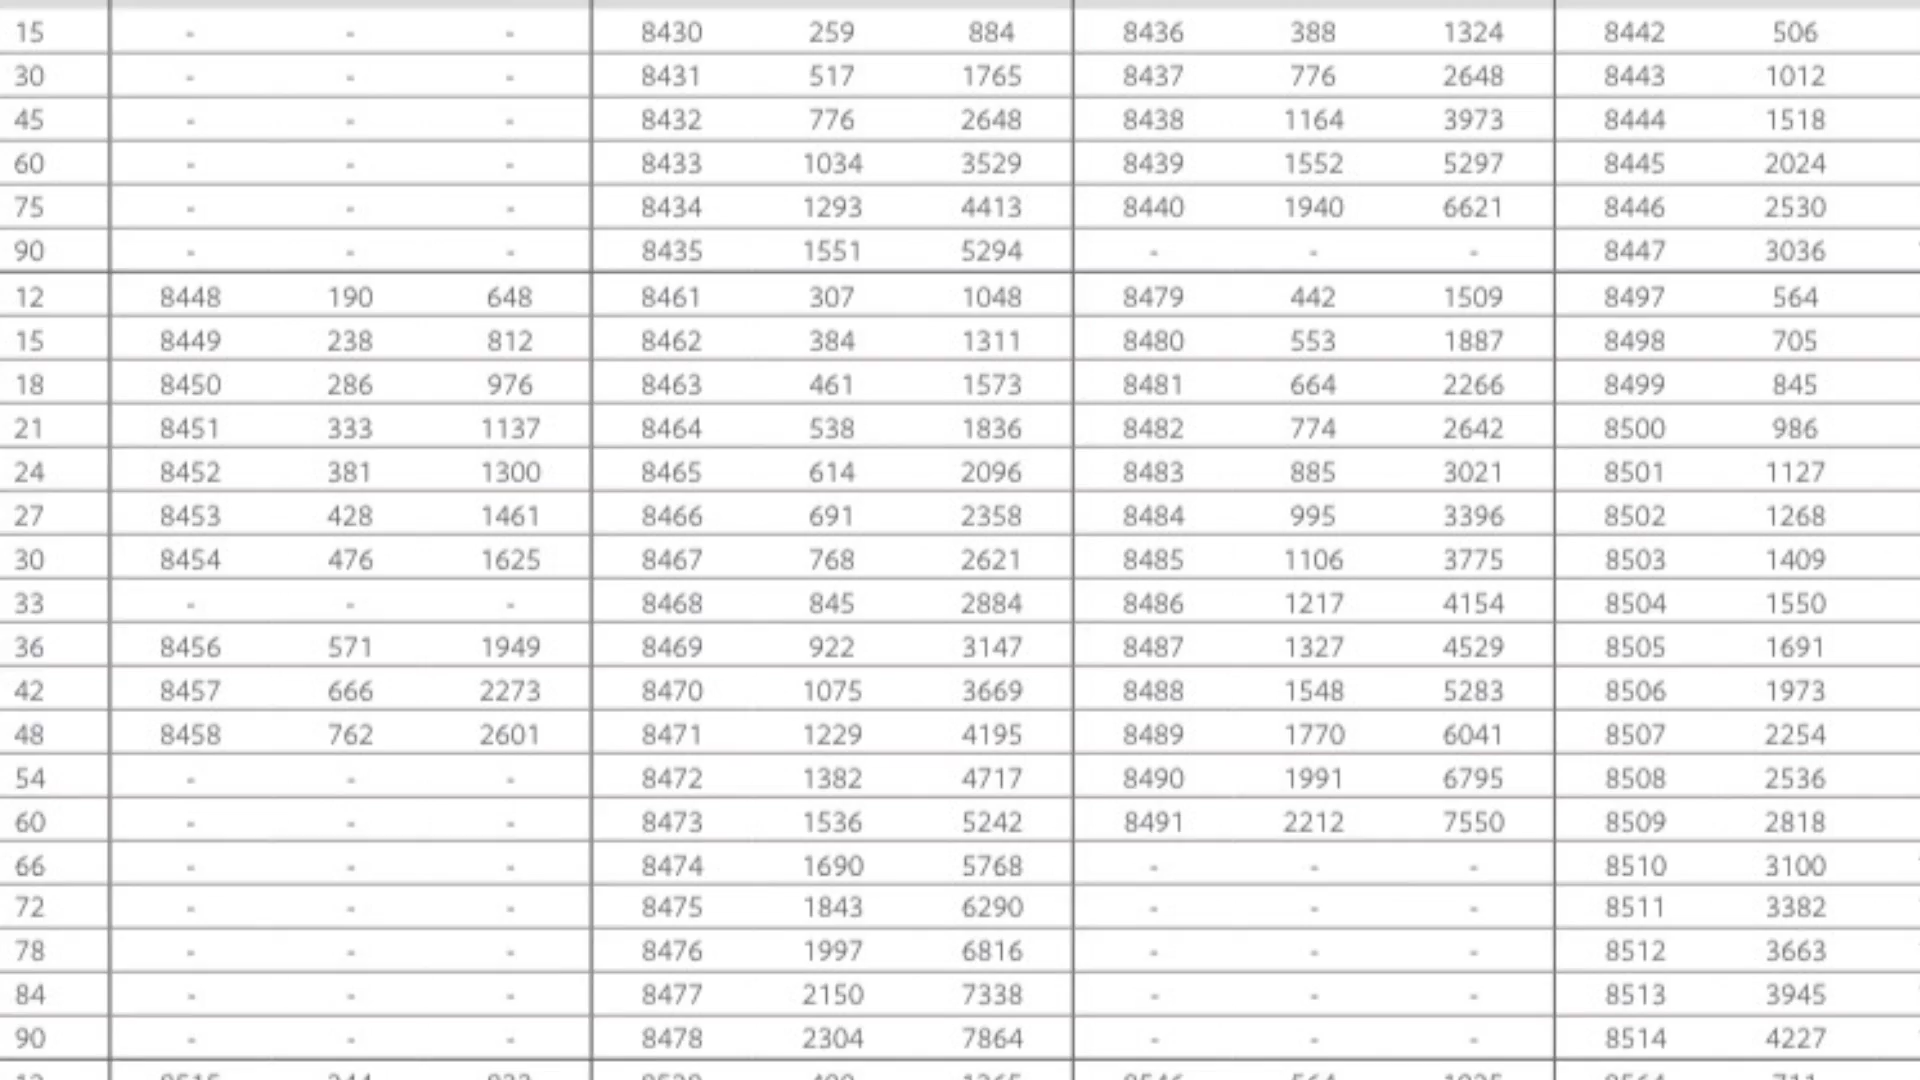 15 - - - 8430 259 884 8436 388 1324 8442 506
30 - - - 8431 517 1765 8437 776 2648 8443 1012
45 - - - 8432 776 2648 8438 1164 3973 8444 1518
60 - - - 8433 1034 3529 8439 1552 5297 8445 2024
75 - - - 8434 1293 4413 8440 1940 6621 8446 2530
90 - - - 8435 1551 5294 - - - 8447 3036
12 8448 190 648 8461 307 1048 8479 442 1509 8497 564
15 8449 238 812 8462 384 1311 8480 553 1887 8498 705
18 8450 286 976 8463 461 1573 8481 664 2266 8499 845
21 8451 333 1137 8464 538 1836 8482 774 2642 8500 986
24 8452 381 1300 8465 614 2096 8483 885 3021 8501 1127
27 8453 428 1461 8466 691 2358 8484 995 3396 8502 1268
30 8454 476 1625 8467 768 2621 8485 1106 3775 8503 1409
33 - - - 8468 845 2884 8486 1217 4154 8504 1550
36 8456 571 1949 8469 922 3147 8487 1327 4529 8505 1691
42 8457 666 2273 8470 1075 3669 8488 1548 5283 8506 1973
48 8458 762 2601 8471 1229 4195 8489 1770 6041 8507 2254
54 - - - 8472 1382 4717 8490 1991 6795 8508 2536
60 - - - 8473 1536 5242 8491 2212 7550 8509 2818
66 - - - 8474 1690 5768 - - - 8510 3100
72 - - - 8475 1843 6290 - - - 8511 3382
78 - - - 8476 1997 6816 - - - 8512 3663
84 - - - 8477 2150 7338 - - - 8513 3945
90 - - - 8478 2304 7864 - - - 8514 4227